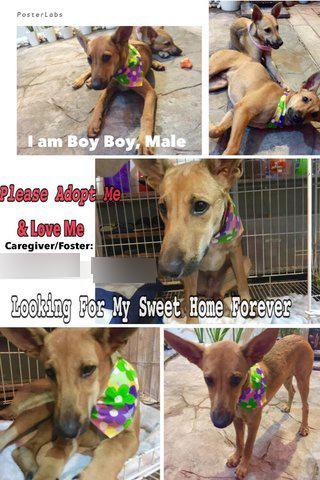 PosterLabs
I am Boy Boy, Male
Please Adopt Me
& Love Me
Caregiver/Foster:
Looking For My Sweet Home Forever